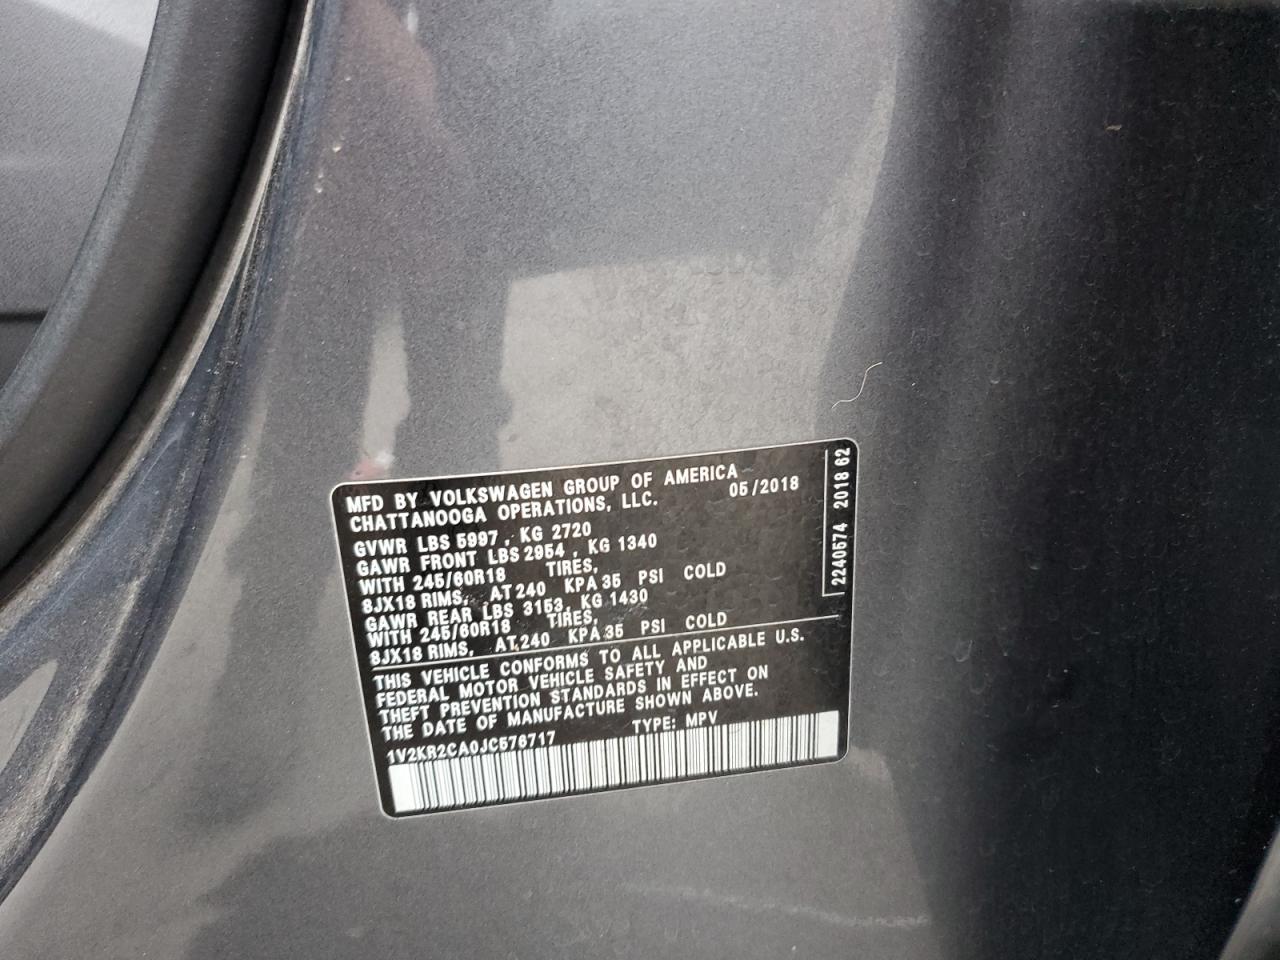 MFD BY VOLKSWAGEN GROUP OF AMERICA
CHATTANOOGA OPERATIONS, LLC. 05/2018
GVWR LBS 5997, KG 2720
GAWR FRONT LBS 2954, KG 1340
WITH 245/60R18 TIRES,
8JX18 RIMS, AT 240 KPA 35 PSI COLD
GAWR REAR LBS 3153, KG 1430
WITH 245/60R18 TIRES,
8JX18 RIMS, AT 240 KPA 35 PSI COLD
THIS VEHICLE CONFORMS TO ALL APPLICABLE U.S.
FEDERAL MOTOR VEHICLE SAFETY AND
THEFT PREVENTION STANDARDS IN EFFECT ON
THE DATE OF MANUFACTURE SHOWN ABOVE.
1V2KR2CA0JC576717 TYPE: MPV
2240574 2018 62